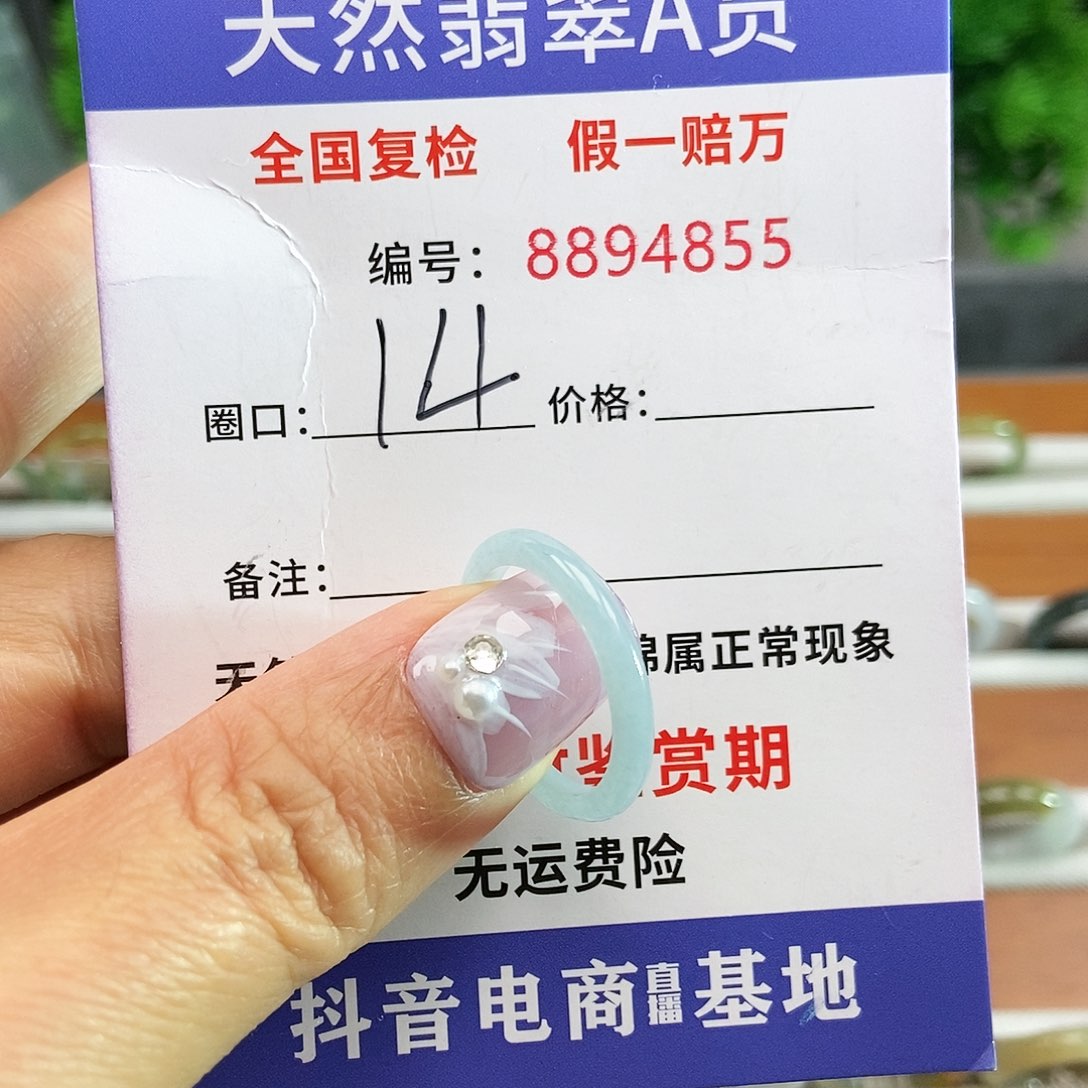 天然翡翠A货
全国复检 假一赔万
编号：8894855
圈口：14 价格：
备注：
天 棉属正常现象
鉴赏期
无运费险
抖音电商直播基地